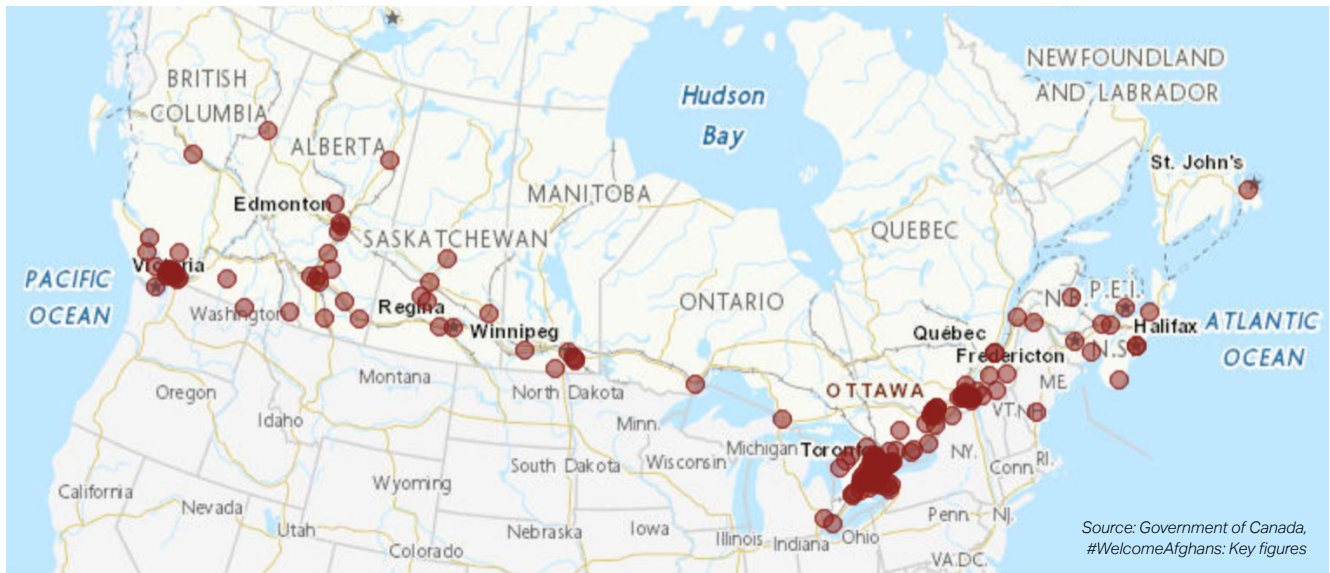 NEWFOUNDLAND
AND LABRADOR
BRITISH
COLUMBIA
Hudson
Bay
ALBERTA
St. John's
MANITOBA
Edmonton
QUEBEC
SASKATCHEWAN
Victoria
PACIFIC
OCEAN
ONTARIO
N.B.
P.E.I.
Regina
Washington
Winnipeg
Québec
Halifax
ATLANTIC
OCEAN
Fredericton
N.S.
Montana
North Dakota
OTTAWA
ME.
Oregon
VT.
NH
Idaho
Minn.
Michigan
Toronto
NY.
Conn.
RI.
South Dakota
Wisconsin
Wyoming
California
Nevada
Penn.
NJ.
Utah
Nebraska
Iowa
Illinois
Indiana
Ohio
Colorado
VA.
DC.
Source: Government of Canada,
#WelcomeAfghans: Key figures